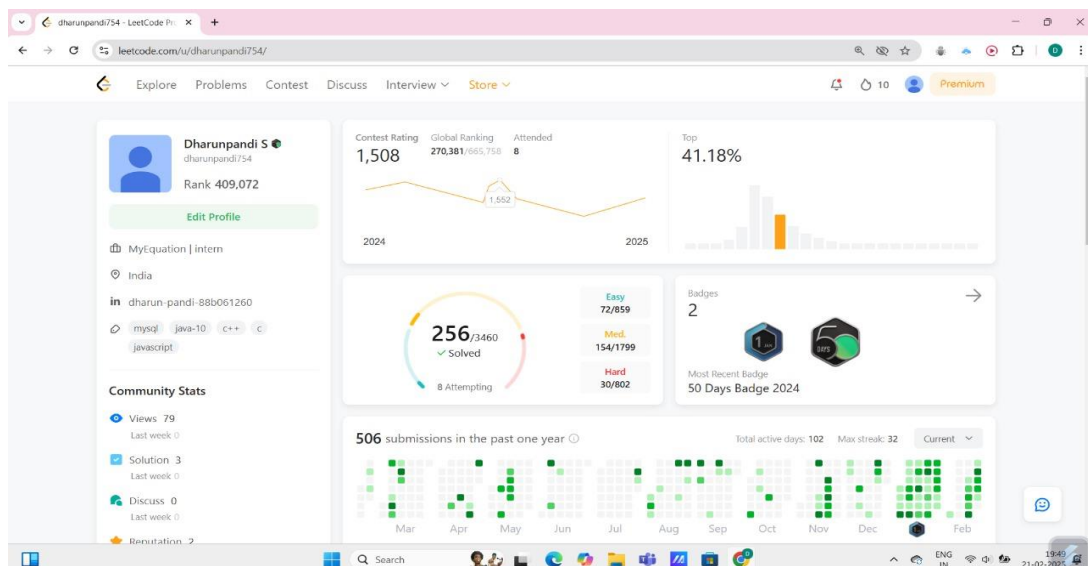 dharunpandi754 - LeetCode Pr
leetcode.com/u/dharunpandi754/
D
Explore Problems Contest Discuss Interview Store
10
Premium
Dharunpandi S
dharunpandi754
Rank 409,072
Edit Profile
MyEquation | intern
India
in dharun-pandi-88b061260
mysql java-10 c++ c
javascript
Community Stats
Views 79
Last week 0
Solution 3
Last week 0
Discuss 0
Last week 0
Reputation 2
Contest Rating Global Ranking Attended
1,508 270,381/665,758 8
1,552
2024 2025
Top
41.18%
256/3460
Solved
8 Attempting
Easy
72/859
Med.
154/1799
Hard
30/802
Badges
2
1 JAN
50
DAYS
Most Recent Badge
50 Days Badge 2024
506 submissions in the past one year
Total active days: 102 Max streak: 32 Current
Mar Apr May Jun Jul Aug Sep Oct Nov Dec Feb
Search
ENG
IN
19:49
21-02-2025